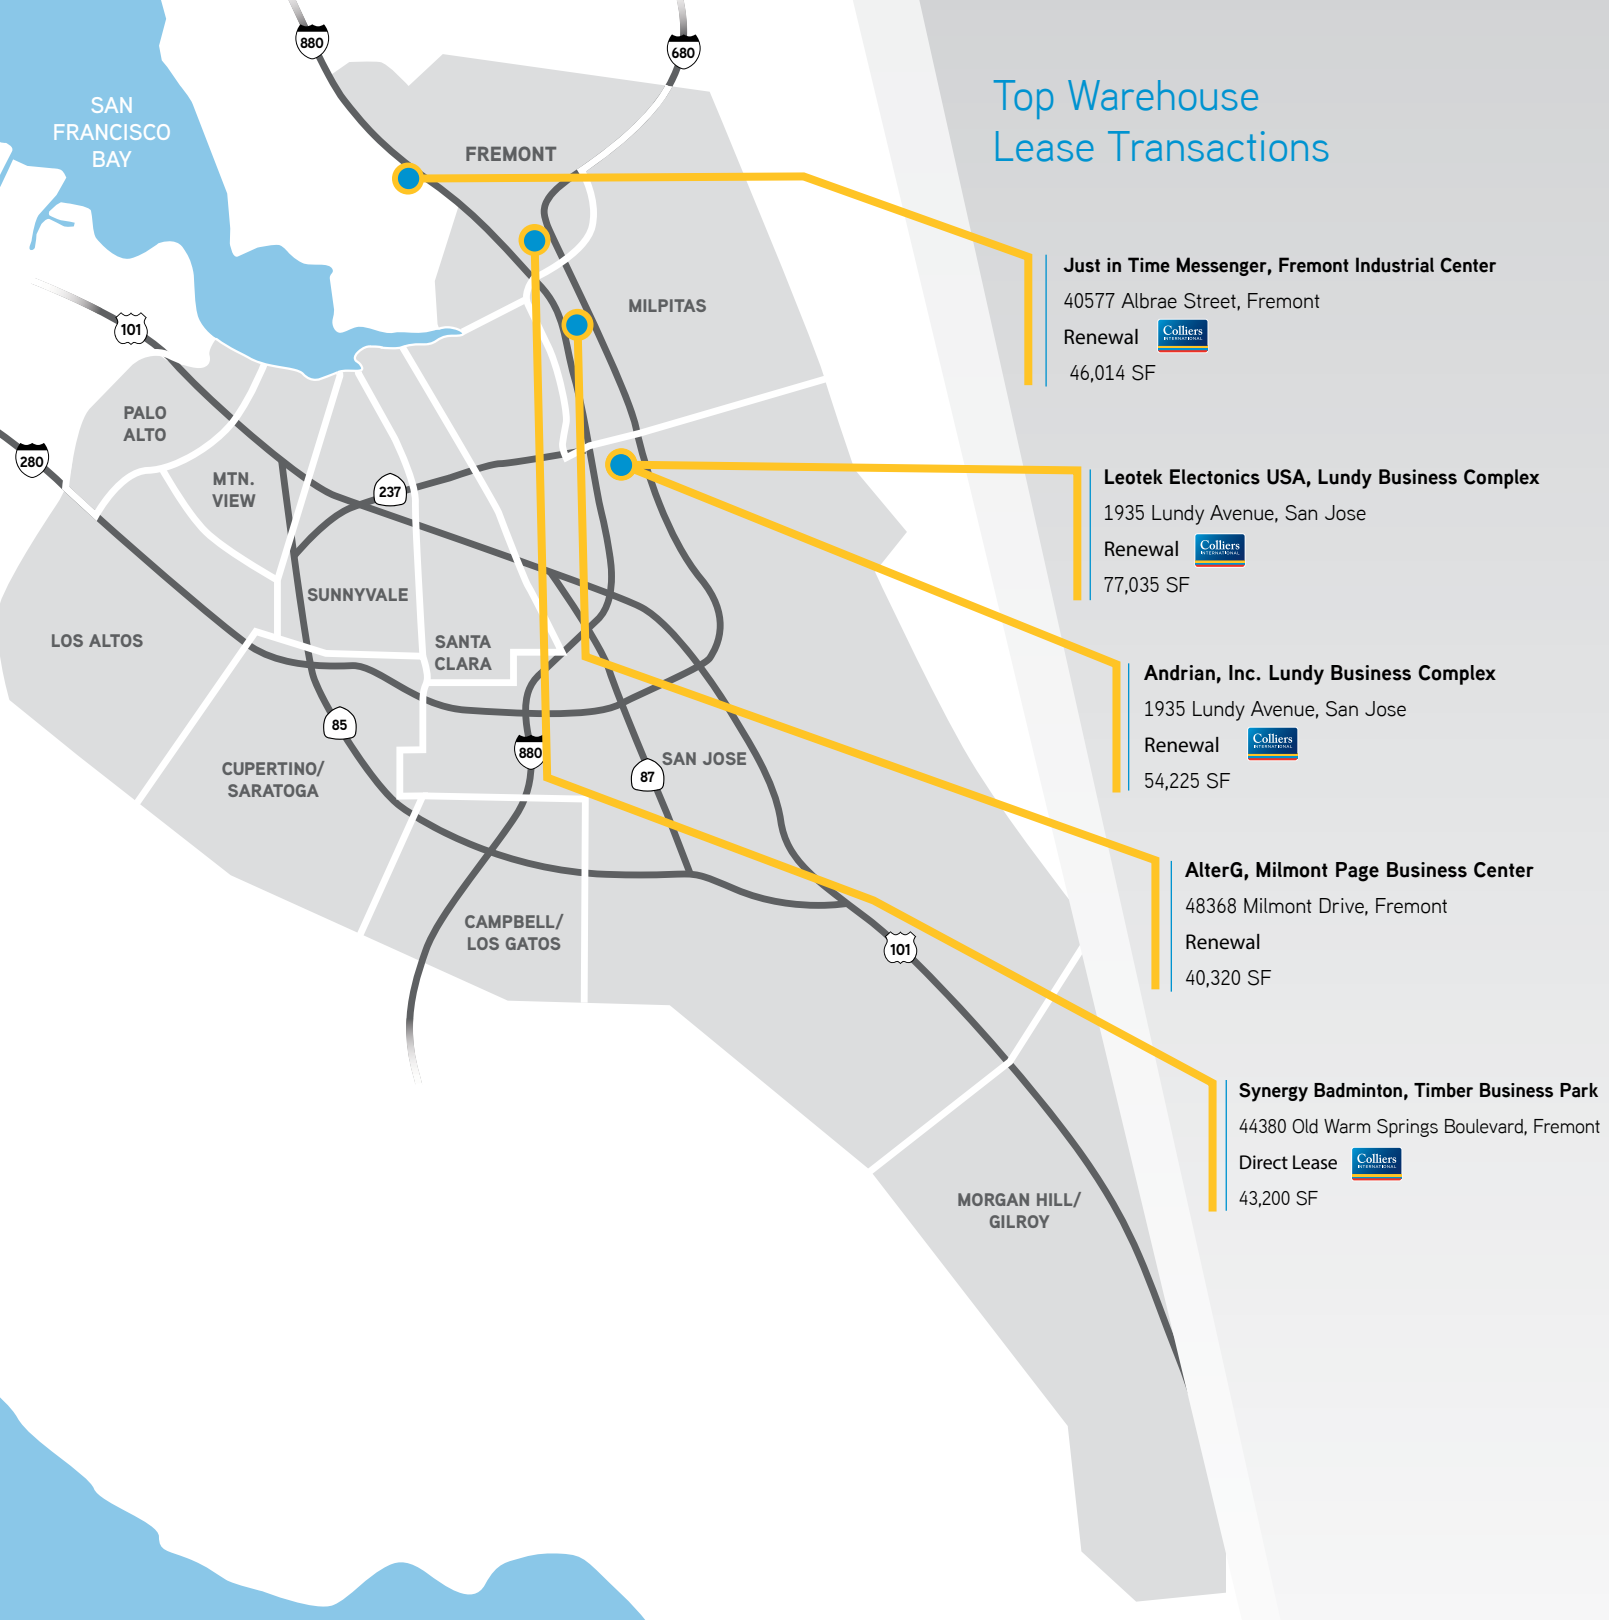 Top Warehouse
Lease Transactions
SAN
FRANCISCO
BAY
880
680
FREMONT
MILPITAS
101
PALO
ALTO
280
MTN.
VIEW
237
SUNNYVALE
LOS ALTOS
SANTA
CLARA
85
880
87
SAN JOSE
CUPERTINO/
SARATOGA
CAMPBELL/
LOS GATOS
101
MORGAN HILL/
GILROY
Just in Time Messenger, Fremont Industrial Center
40577 Albrae Street, Fremont
Renewal Colliers
INTERNATIONAL
46,014 SF
Leotek Electonics USA, Lundy Business Complex
1935 Lundy Avenue, San Jose
Renewal Colliers
INTERNATIONAL
77,035 SF
Andrian, Inc. Lundy Business Complex
1935 Lundy Avenue, San Jose
Renewal Colliers
INTERNATIONAL
54,225 SF
AlterG, Milmont Page Business Center
48368 Milmont Drive, Fremont
Renewal
40,320 SF
Synergy Badminton, Timber Business Park
44380 Old Warm Springs Boulevard, Fremont
Direct Lease Colliers
INTERNATIONAL
43,200 SF